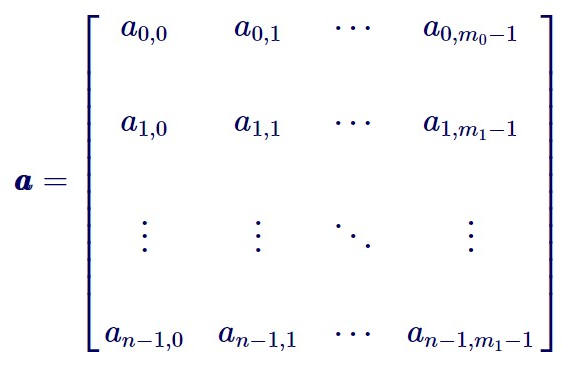 a_{0,0} a_{0,1} ⋯ a_{0,m_0−1}
a_{1,0} a_{1,1} ⋯ a_{1,m_1−1}
a =
⋮ ⋮ ⋱ ⋮
a_{n−1,0} a_{n−1,1} ⋯ a_{n−1,m_1−1}